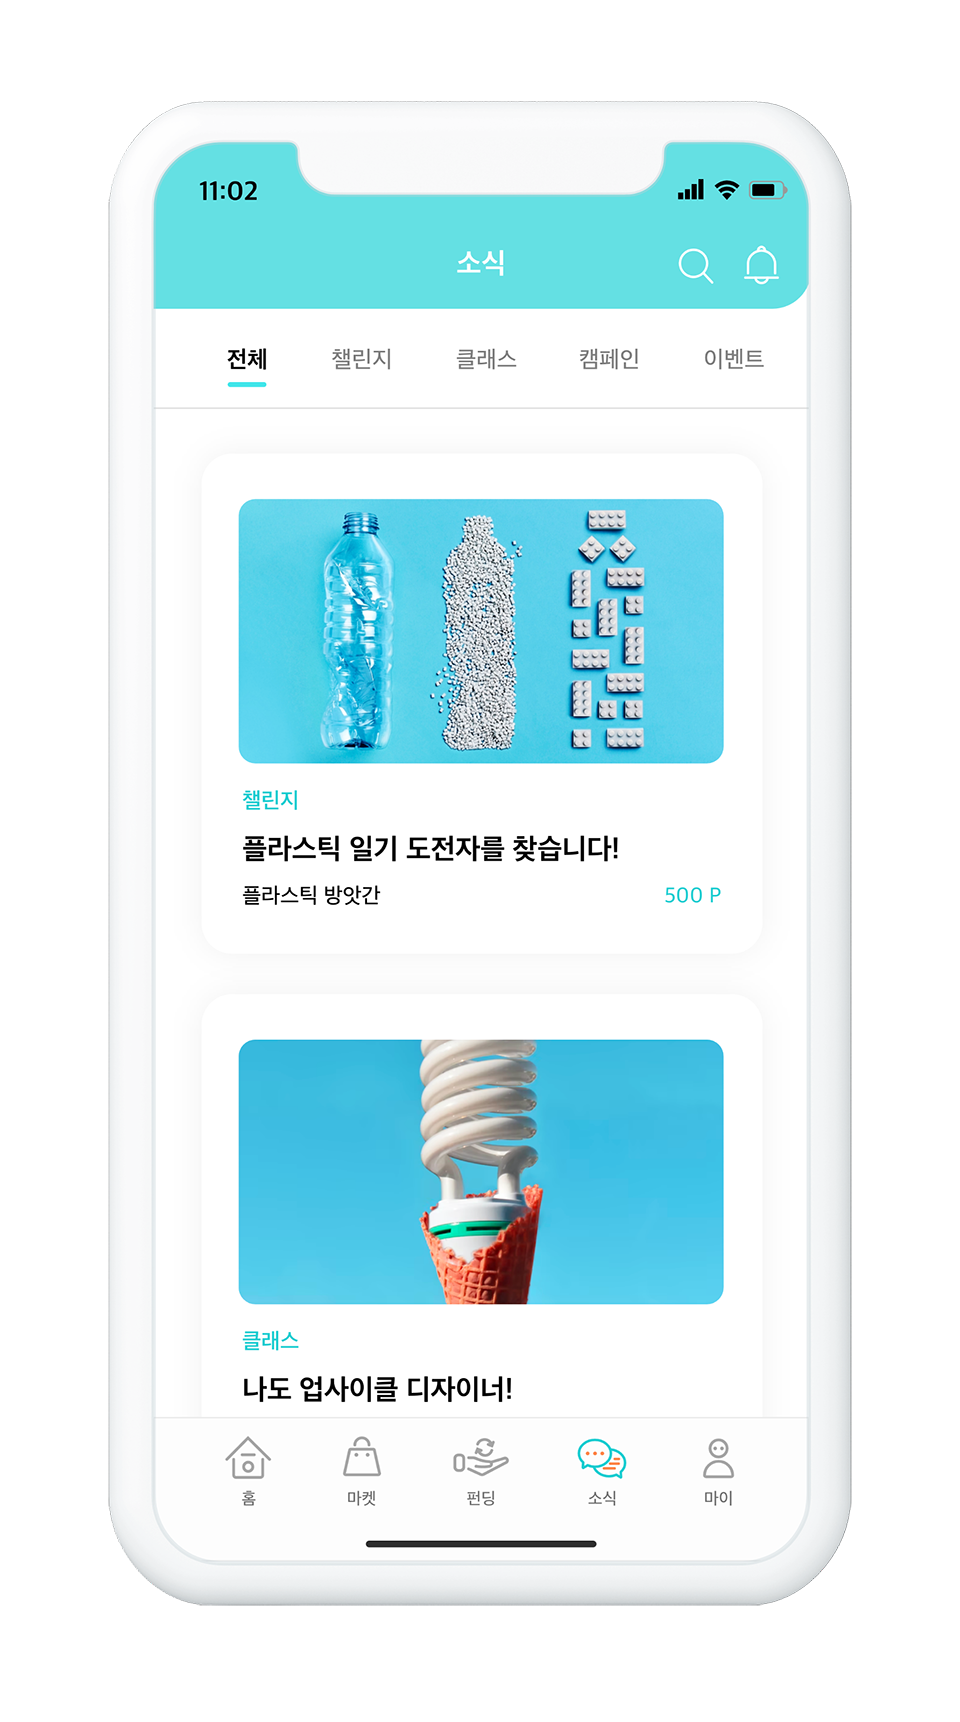 11:02
소식
전체 챌린지 클래스 캠페인 이벤트
챌린지
플라스틱 일기 도전자를 찾습니다!
플라스틱 방앗간 500 P
클래스
나도 업사이클 디자이너!
홈 마켓 펀딩 소식 마이